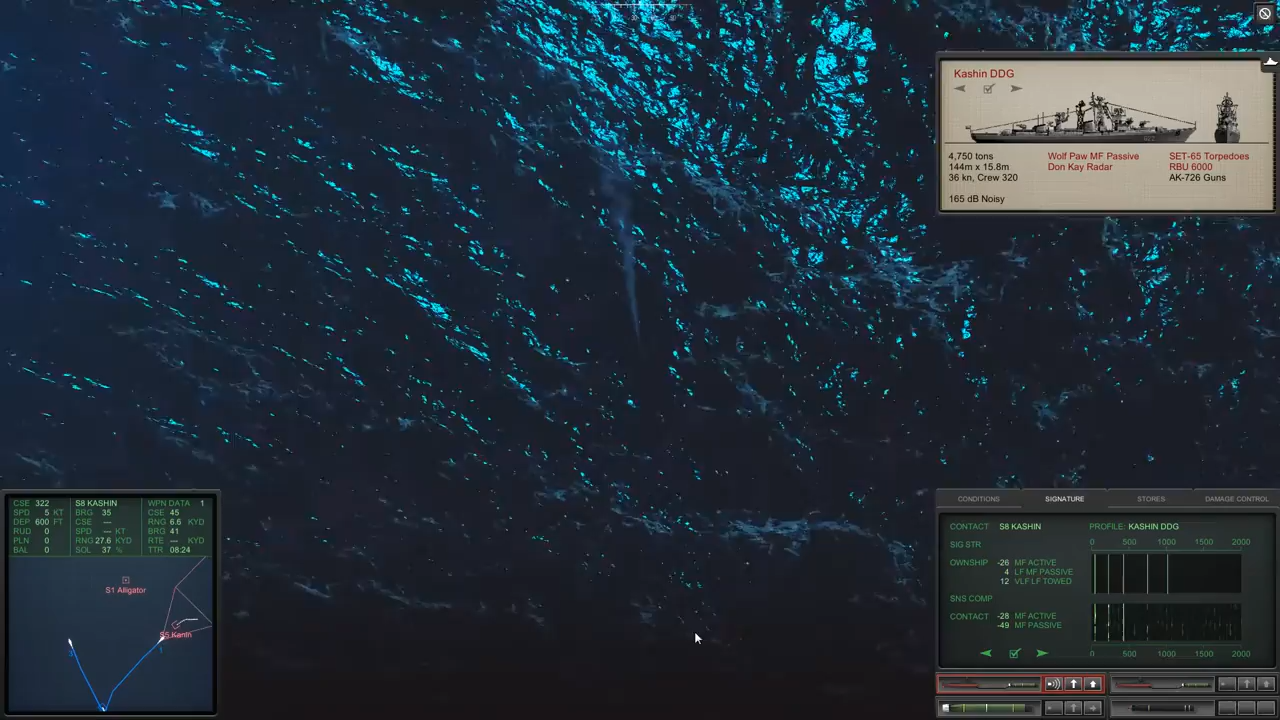 Kashin DDG
4,750 tons Wolf Paw MF Passive SET-65 Torpedoes
144m x 15.8m Don Kay Radar RBU 6000
36 kn, Crew 320 AK-726 Guns
165 dB Noisy
CSE 322 S8 KASHIN WPN DATA 1
SPD 5 KT BRG 35 CSE 45
DEP 600 FT CSE --- RNG 6.6 KYD
RUD 0 SPD --- KT BRG 41
PLN 0 RNG 27.6 KYD RTE --- KYD
BAL 0 SOL 37 % TTR 08:24
S1 Alligator
S5 Kanin
CONDITIONS SIGNATURE STORES DAMAGE CONTROL
CONTACT S8 KASHIN PROFILE: KASHIN DDG
SIG STR 0 500 1000 1500 2000
OWNSHIP -26 MF ACTIVE
4 LF MF PASSIVE
12 VLF LF TOWED
SNS COMP
CONTACT -28 MF ACTIVE
-49 MF PASSIVE
0 500 1000 1500 2000